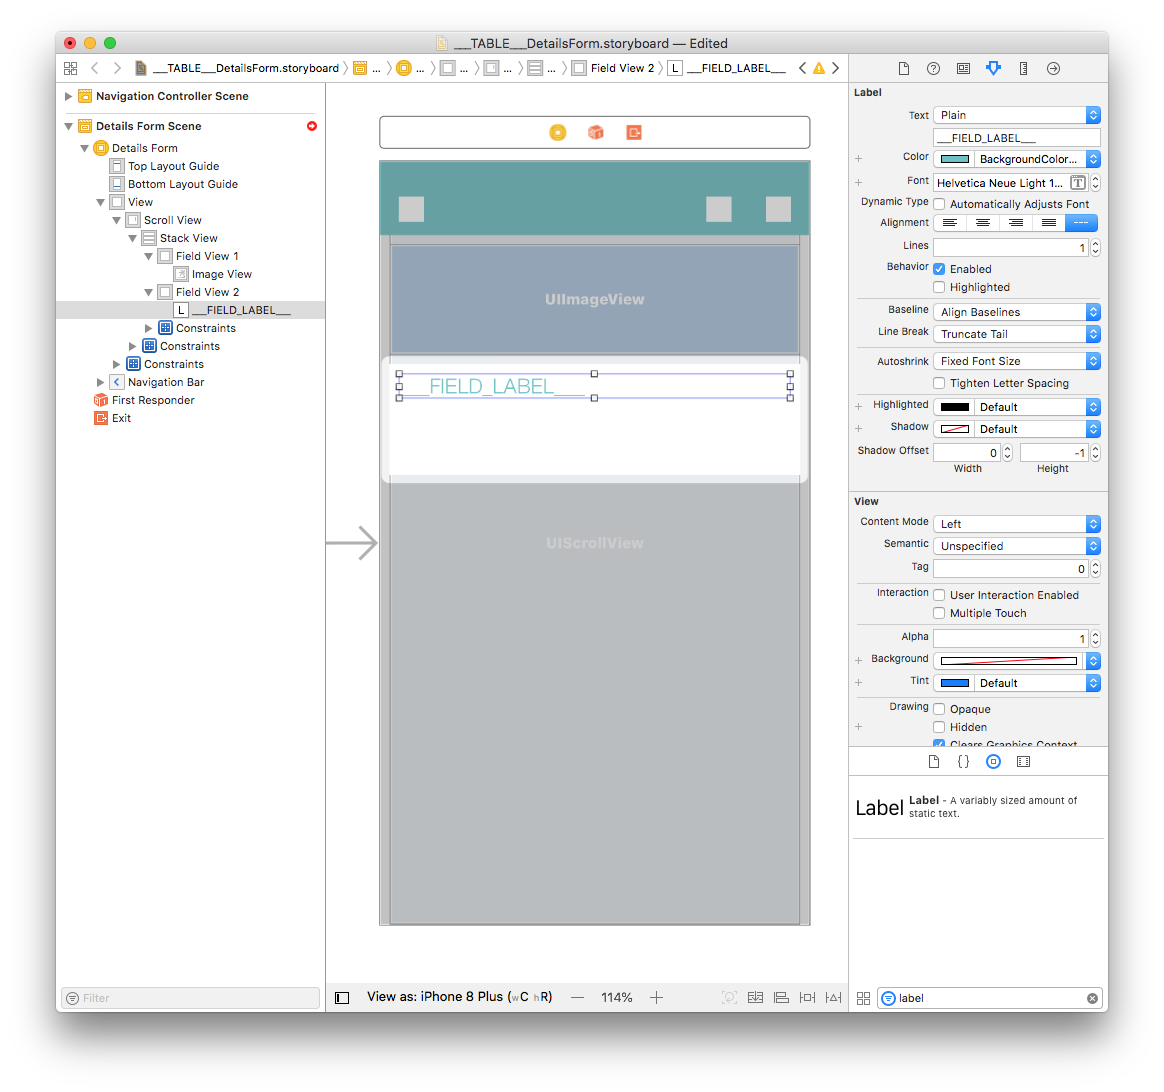 ___TABLE___DetailsForm.storyboard — Edited
___TABLE___DetailsForm.storyboard
...
...
...
...
...
Field View 2
L
___FIELD_LABEL___
Navigation Controller Scene
Details Form Scene
Details Form
Top Layout Guide
Bottom Layout Guide
View
Scroll View
Stack View
Field View 1
Image View
Field View 2
L ___FIELD_LABEL___
Constraints
Constraints
Constraints
Navigation Bar
First Responder
Exit
Filter
UIImageView
___FIELD_LABEL___
UIScrollView
View as: iPhone 8 Plus (wC hR)
114%
Label
Text Plain
___FIELD_LABEL___
Color BackgroundColor...
Font Helvetica Neue Light 1... T
Dynamic Type Automatically Adjusts Font
Alignment
Lines 1
Behavior Enabled
Highlighted
Baseline Align Baselines
Line Break Truncate Tail
Autoshrink Fixed Font Size
Tighten Letter Spacing
Highlighted Default
Shadow Default
Shadow Offset 0 -1
Width Height
View
Content Mode Left
Semantic Unspecified
Tag 0
Interaction User Interaction Enabled
Multiple Touch
Alpha 1
Background
Tint Default
Drawing Opaque
Hidden
Clears Graphics Context
{}
Label
Label - A variably sized amount of
static text.
label